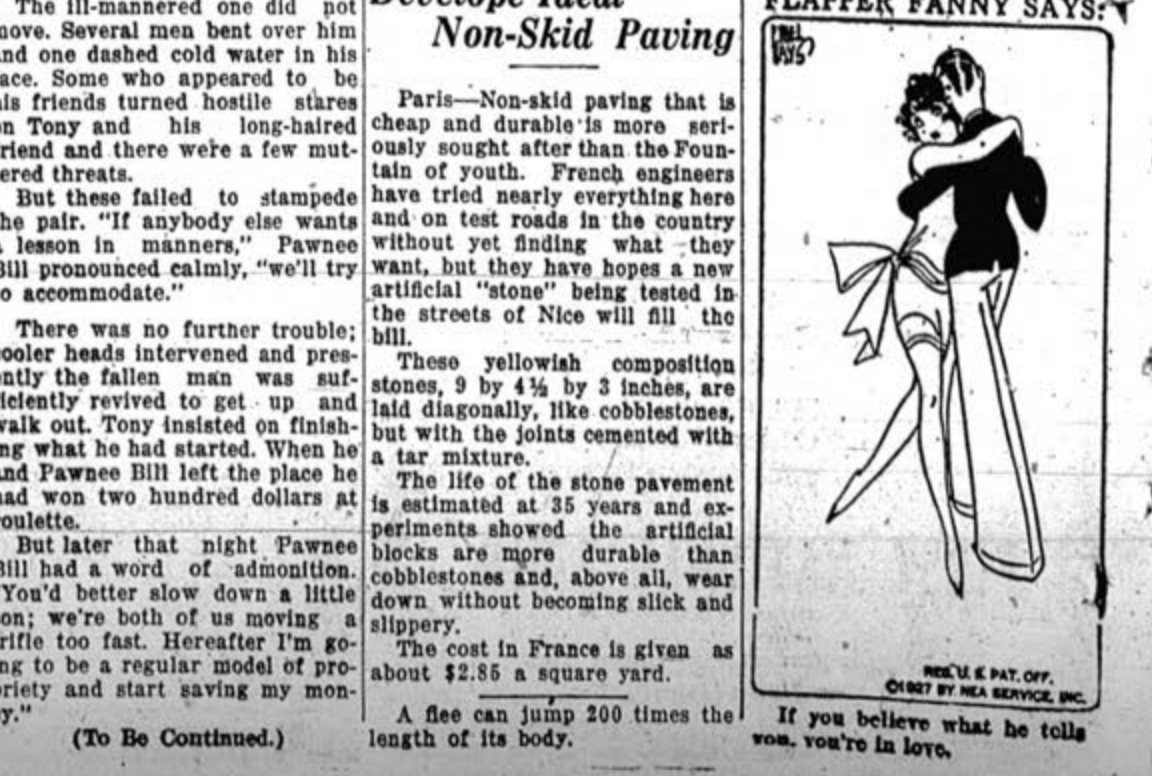 The ill-mannered one did not
move. Several men bent over him
and one dashed cold water in his
ace. Some who appeared to be
his friends turned hostile stares
on Tony and his long-haired
riend and there were a few mut-
ered threats.
But these failed to stampede
he pair. "If anybody else wants
lesson in manners," Pawnee
Bill pronounced calmly, "we'll try
o accommodate."
There was no further trouble;
cooler heads intervened and pres-
ently the fallen man was suf-
ficiently revived to get up and
walk out. Tony insisted on finish-
ng what he had started. When he
and Pawnee Bill left the place he
had won two hundred dollars at
roulette.
But later that night Pawnee
Bill had a word of admonition.
"You'd better slow down a little
on; we're both of us moving a
rifle too fast. Hereafter I'm go-
ng to be a regular model of pro-
priety and start saving my mon-
y."
(To Be Continued.)
Develope Ideal
Non-Skid Paving
Paris—Non-skid paving that is
cheap and durable is more seri-
ously sought after than the Foun-
tain of youth. French engineers
have tried nearly everything here
and on test roads in the country
without yet finding what they
want, but they have hopes a new
artificial "stone" being tested in
the streets of Nice will fill the
bill.
These yellowish composition
stones, 9 by 4½ by 3 inches, are
laid diagonally, like cobblestones,
but with the joints cemented with
a tar mixture.
The life of the stone pavement
is estimated at 35 years and ex-
periments showed the artificial
blocks are more durable than
cobblestones and, above all, wear
down without becoming slick and
slippery.
The cost in France is given as
about $2.85 a square yard.
A flee can jump 200 times the
length of its body.
FLAPPER FANNY SAYS:
REG. U. S. PAT. OFF.
©1927 BY NEA SERVICE, INC.
If you believe what he tells
you, you're in love.